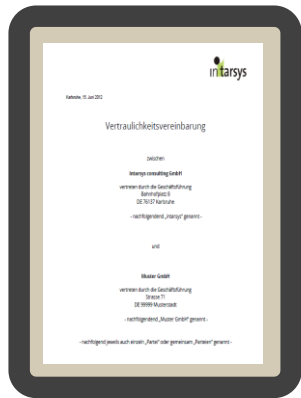 intarsys
Karlsruhe, 15. Juni 2012
Vertraulichkeitsvereinbarung
zwischen
intarsys consulting GmbH
vertreten durch die Geschäftsführung
Bahnhofplatz 8
DE 76137 Karlsruhe
- nachfolgendend „intarsys“ genannt -
und
Muster GmbH
vertreten durch die Geschäftsführung
Strasse 71
DE 99999 Musterstadt
- nachfolgendend „Muster GmbH“ genannt -
- nachfolgend jeweils auch einzeln „Partei“ oder gemeinsam „Parteien“ genannt -